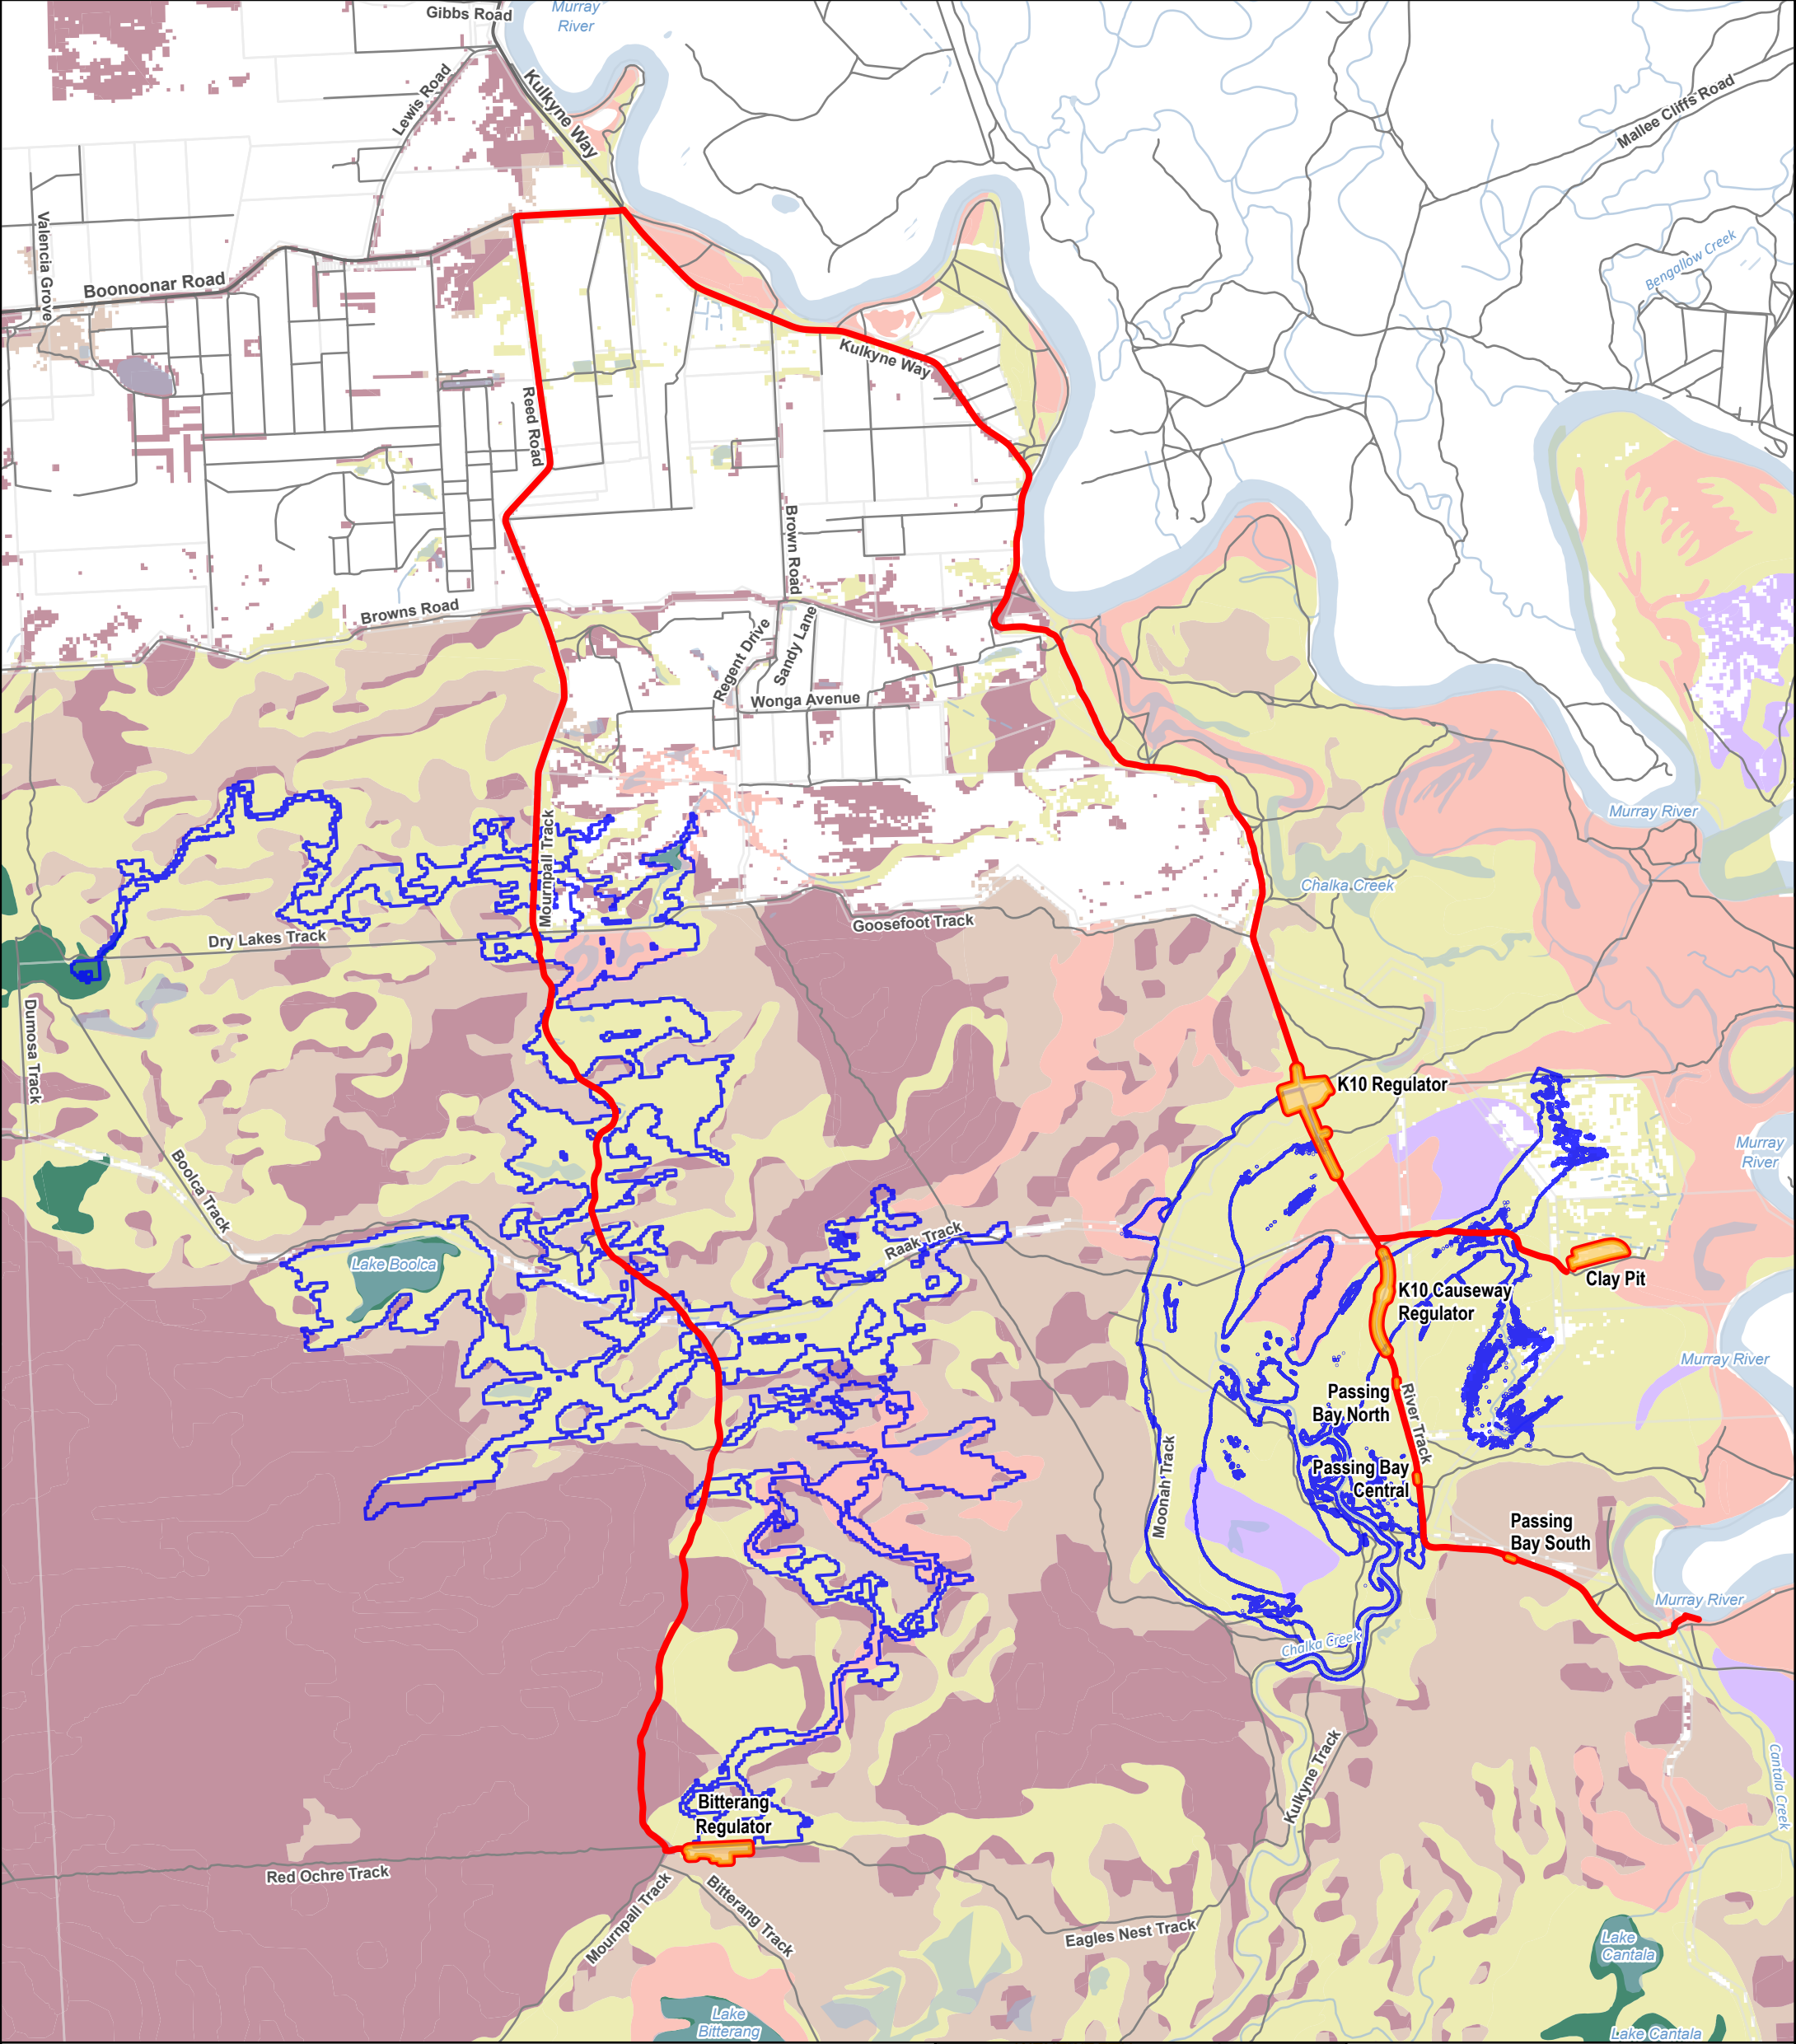 Gibbs Road
Murray
River
Kulkyne Way
Lewis Road
Mallee Cliffs Road
Valencia Grove
Boonoonar Road
Bengallow Creek
Kulkyne Way
Reed Road
Brown Road
Browns Road
Regent Drive
Sandy Lane
Wonga Avenue
Murray River
Mournpall Track
Chalka Creek
Goosefoot Track
Dry Lakes Track
Dumosa Track
K10 Regulator
Murray
River
Boolca Track
Raak Track
Lake Boolca
Clay Pit
K10 Causeway
Regulator
Murray River
Passing
Bay North
River Track
Passing Bay
Central
Moonah Track
Passing
Bay South
Murray River
Chalka Creek
Kulkyne Track
Cantala Creek
Bitterang
Regulator
Red Ochre Track
Mournpall Track
Bitterang Track
Eagles Nest Track
Lake
Cantala
Lake
Bitterang
Lake Cantala